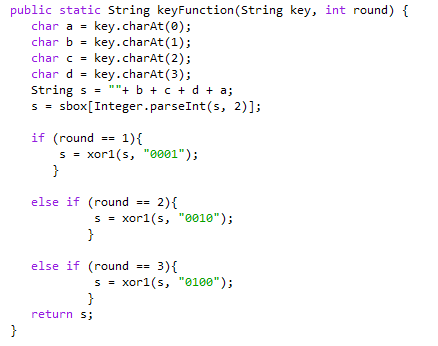 public static String keyFunction(String key, int round) {
char a = key.charAt(0);
char b = key.charAt(1);
char c = key.charAt(2);
char d = key.charAt(3);
String s = ""+ b + c + d + a;
s = sbox[Integer.parseInt(s, 2)];
if (round == 1){
s = xor1(s, "0001");
}
else if (round == 2){
s = xor1(s, "0010");
}
else if (round == 3){
s = xor1(s, "0100");
}
return s;
}